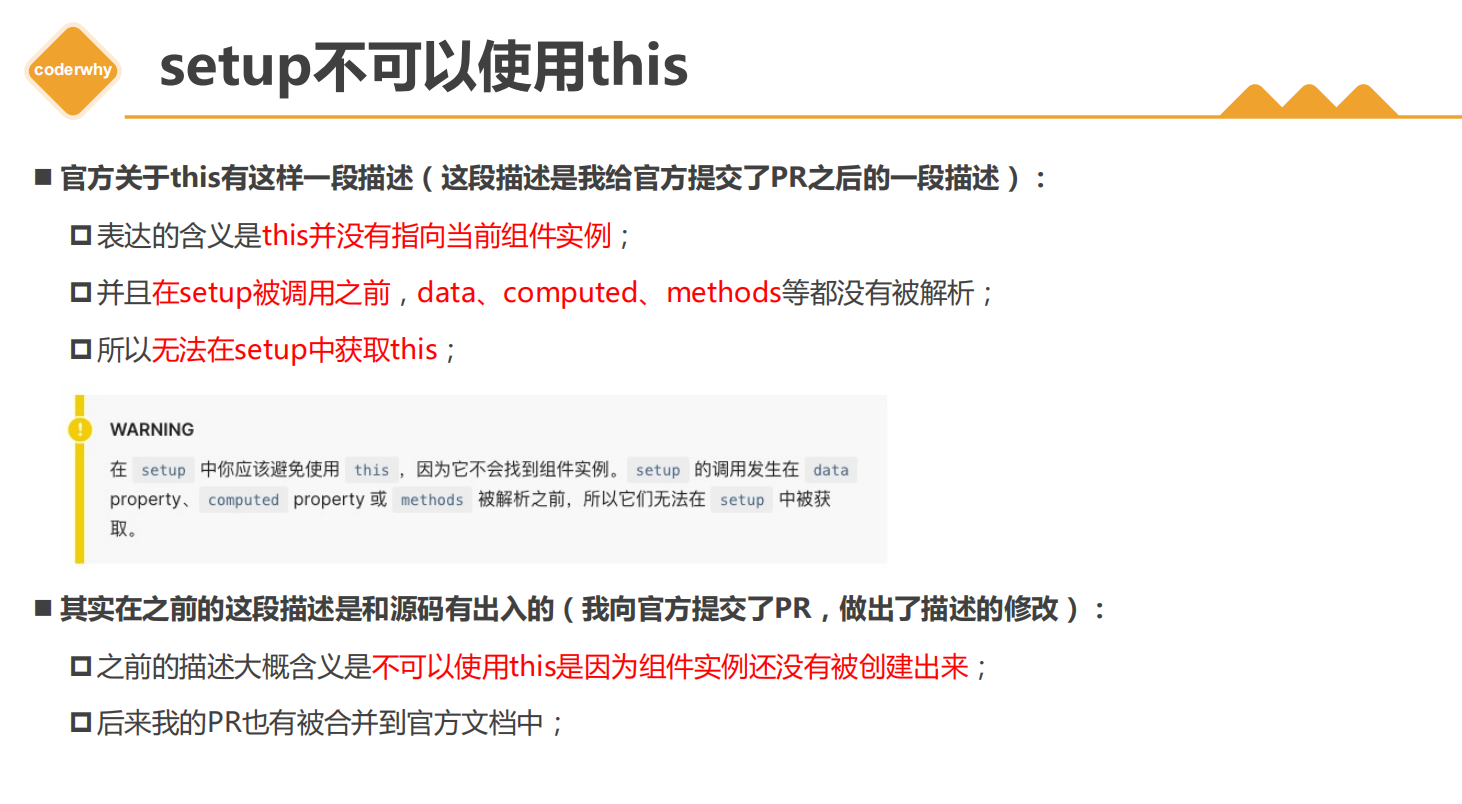 coderwhy
setup不可以使用this
■ 官方关于this有这样一段描述（这段描述是我给官方提交了PR之后的一段描述）：
表达的含义是this并没有指向当前组件实例；
并且在setup被调用之前，data、computed、methods等都没有被解析；
所以无法在setup中获取this；
!
WARNING
在 setup 中你应该避免使用 this ，因为它不会找到组件实例。 setup 的调用发生在 data
property、 computed property 或 methods 被解析之前，所以它们无法在 setup 中被获
取。
■ 其实在之前的这段描述是和源码有出入的（我向官方提交了PR，做出了描述的修改）：
之前的描述大概含义是不可以使用this是因为组件实例还没有被创建出来；
后来我的PR也有被合并到官方文档中；